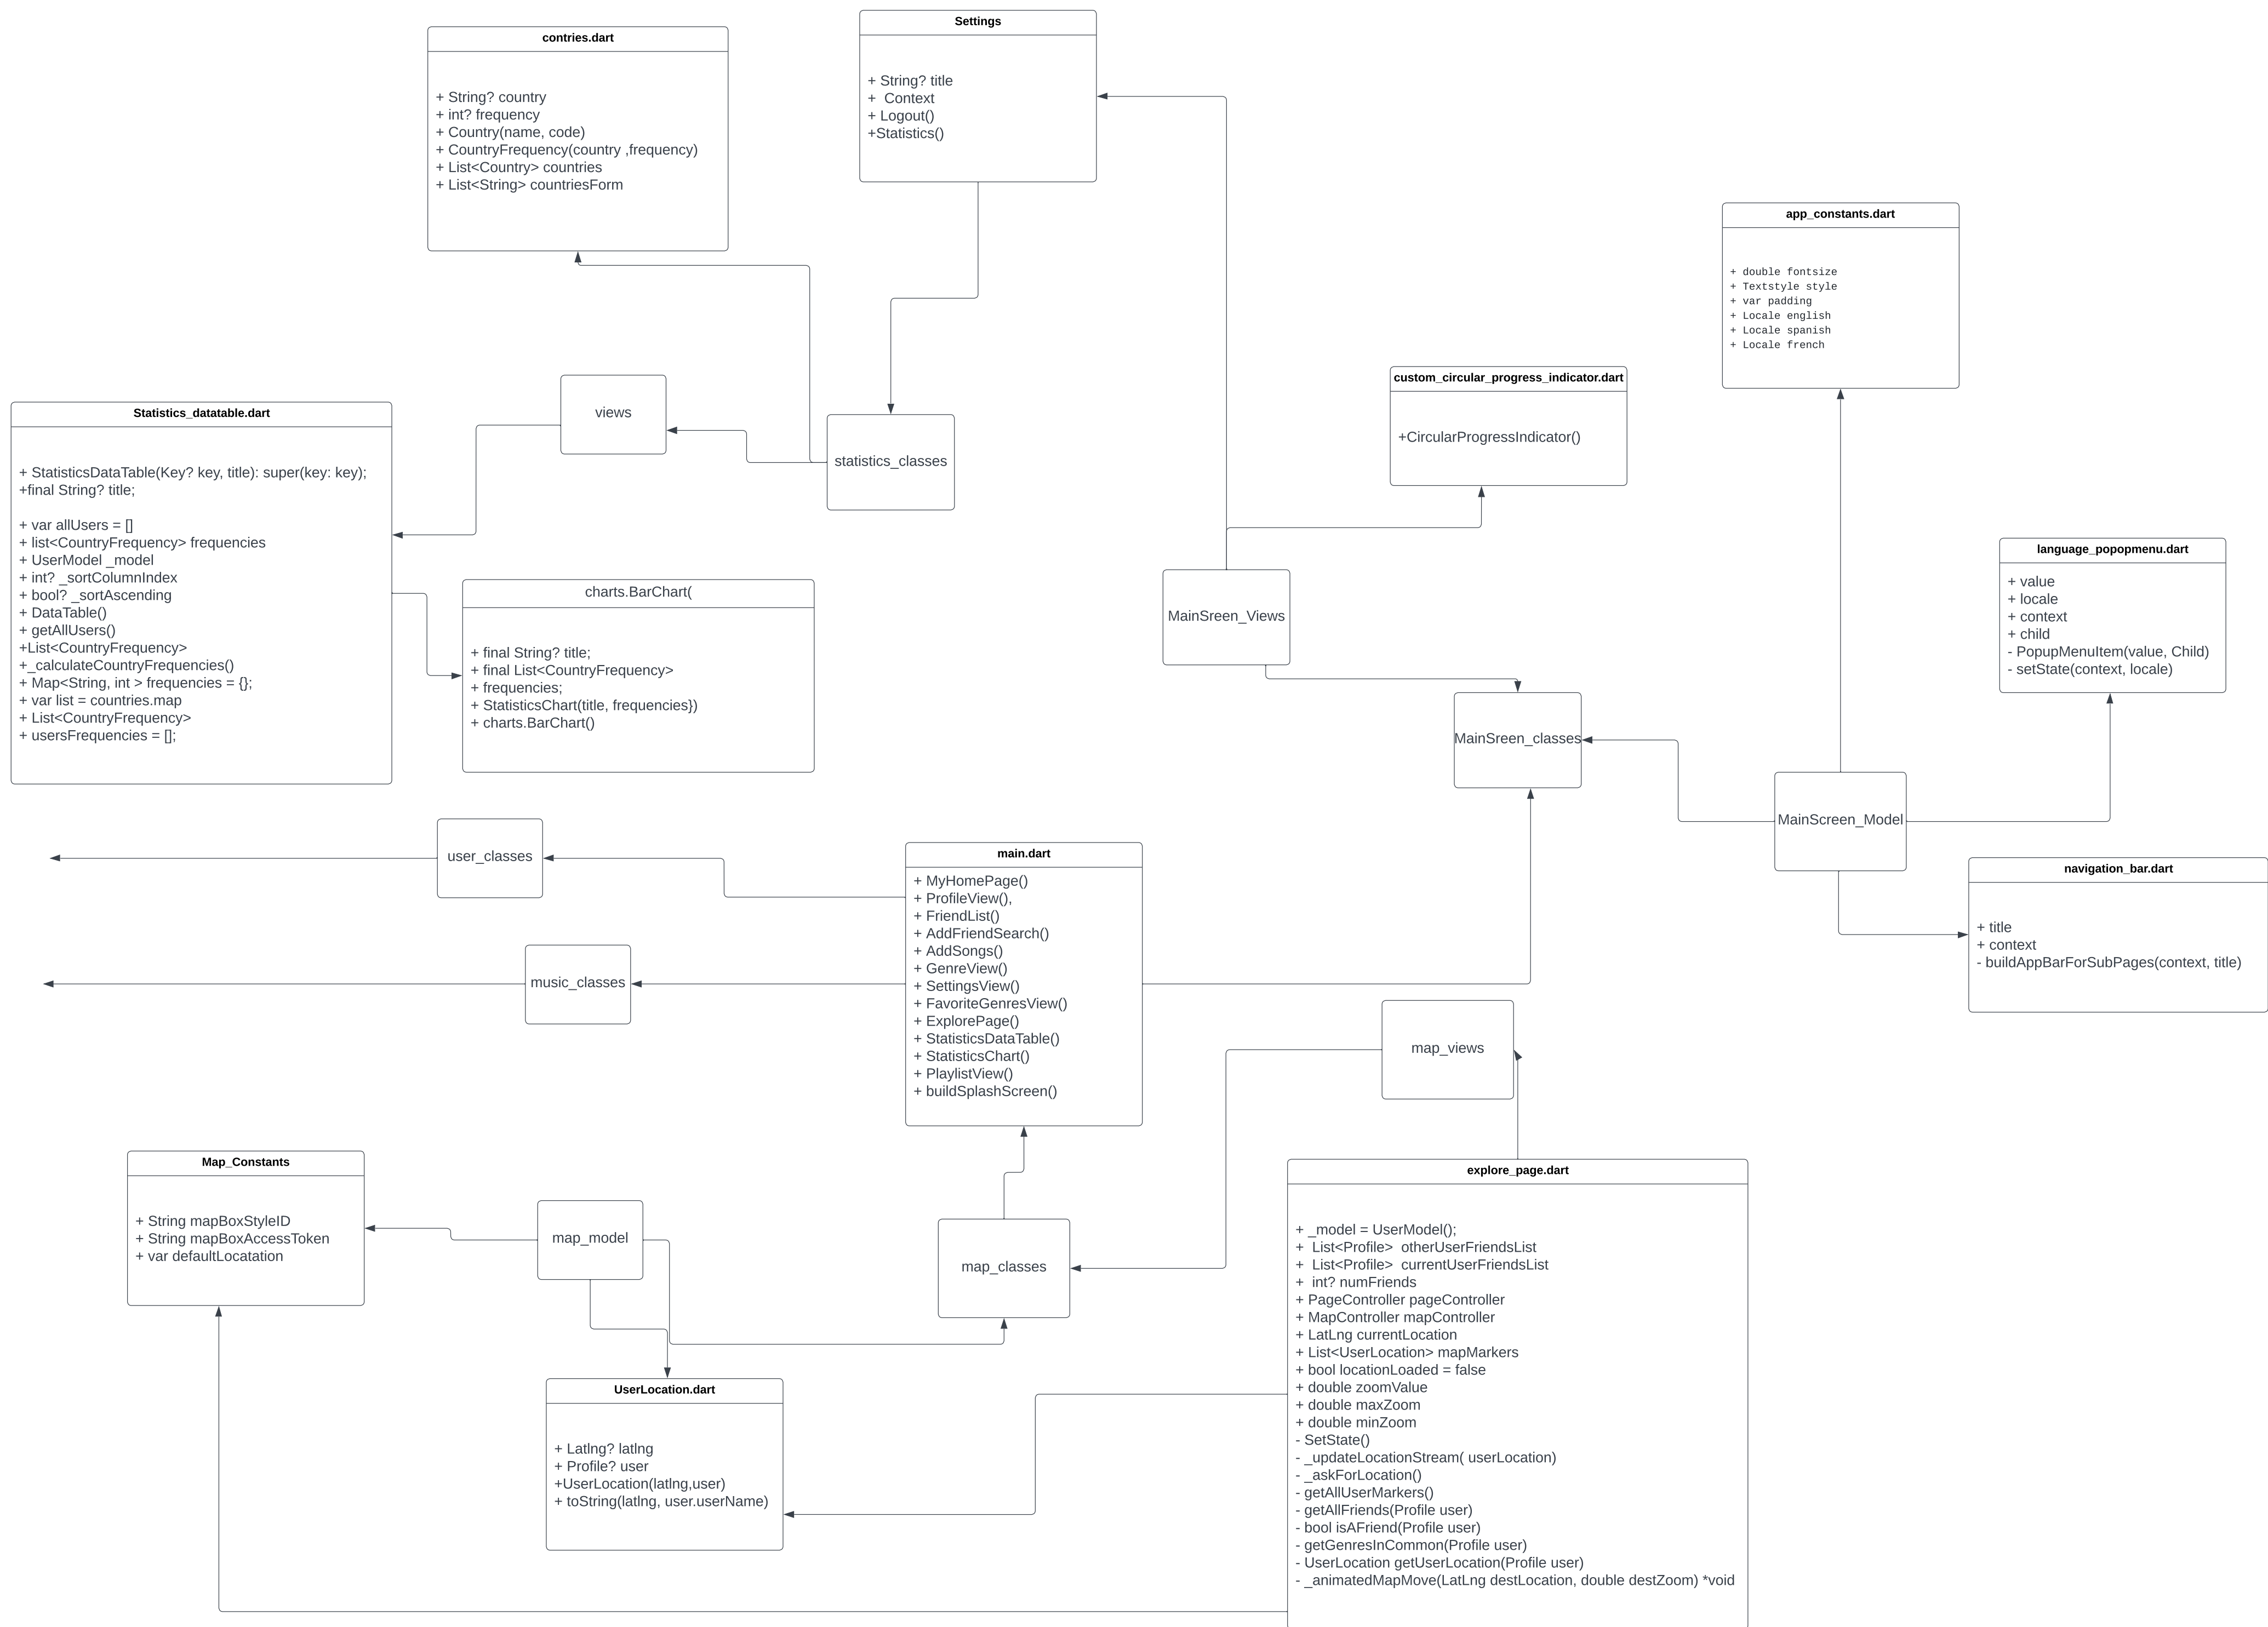 Settings
+ String? title
+  Context
+ Logout()
+Statistics()
contries.dart
+ String? country
+ int? frequency
+ Country(name, code)
+ CountryFrequency(country ,frequency)
+ List<Country> countries
+ List<String> countriesForm
app_constants.dart
+ double fontsize
+ Textstyle style
+ var padding
+ Locale english
+ Locale spanish
+ Locale french
custom_circular_progress_indicator.dart
+CircularProgressIndicator()
views
statistics_classes
Statistics_datatable.dart
+ StatisticsDataTable(Key? key, title): super(key: key);
+final String? title;
+ var allUsers = []
+ list<CountryFrequency> frequencies
+ UserModel _model
+ int? _sortColumnIndex
+ bool? _sortAscending
+ DataTable()
+ getAllUsers()
+List<CountryFrequency>
+_calculateCountryFrequencies()
+ Map<String, int > frequencies = {};
+ var list = countries.map
+ List<CountryFrequency>
+ usersFrequencies = [];
charts.BarChart(
+ final String? title;
+ final List<CountryFrequency>
+ frequencies;
+ StatisticsChart(title, frequencies})
+ charts.BarChart()
MainSreen_Views
language_popopmenu.dart
+ value
+ locale
+ context
+ child
- PopupMenuItem(value, Child)
- setState(context, locale)
MainSreen_classes
MainScreen_Model
user_classes
main.dart
+ MyHomePage()
+ ProfileView(),
+ FriendList()
+ AddFriendSearch()
+ AddSongs()
+ GenreView()
+ SettingsView()
+ FavoriteGenresView()
+ ExplorePage()
+ StatisticsDataTable()
+ StatisticsChart()
+ PlaylistView()
+ buildSplashScreen()
navigation_bar.dart
+ title
+ context
- buildAppBarForSubPages(context, title)
music_classes
map_views
Map_Constants
+ String mapBoxStyleID
+ String mapBoxAccessToken
+ var defaultLocatation
map_model
map_classes
explore_page.dart
+ _model = UserModel();
+  List<Profile>  otherUserFriendsList
+  List<Profile>  currentUserFriendsList
+  int? numFriends
+ PageController pageController
+ MapController mapController
+ LatLng currentLocation
+ List<UserLocation> mapMarkers
+ bool locationLoaded = false
+ double zoomValue
+ double maxZoom
+ double minZoom
- SetState()
- _updateLocationStream( userLocation)
- _askForLocation()
- getAllUserMarkers()
- getAllFriends(Profile user)
- bool isAFriend(Profile user)
- getGenresInCommon(Profile user)
- UserLocation getUserLocation(Profile user)
- _animatedMapMove(LatLng destLocation, double destZoom) *void
UserLocation.dart
+ Latlng? latlng
+ Profile? user
+UserLocation(latlng,user)
+ toString(latlng, user.userName)